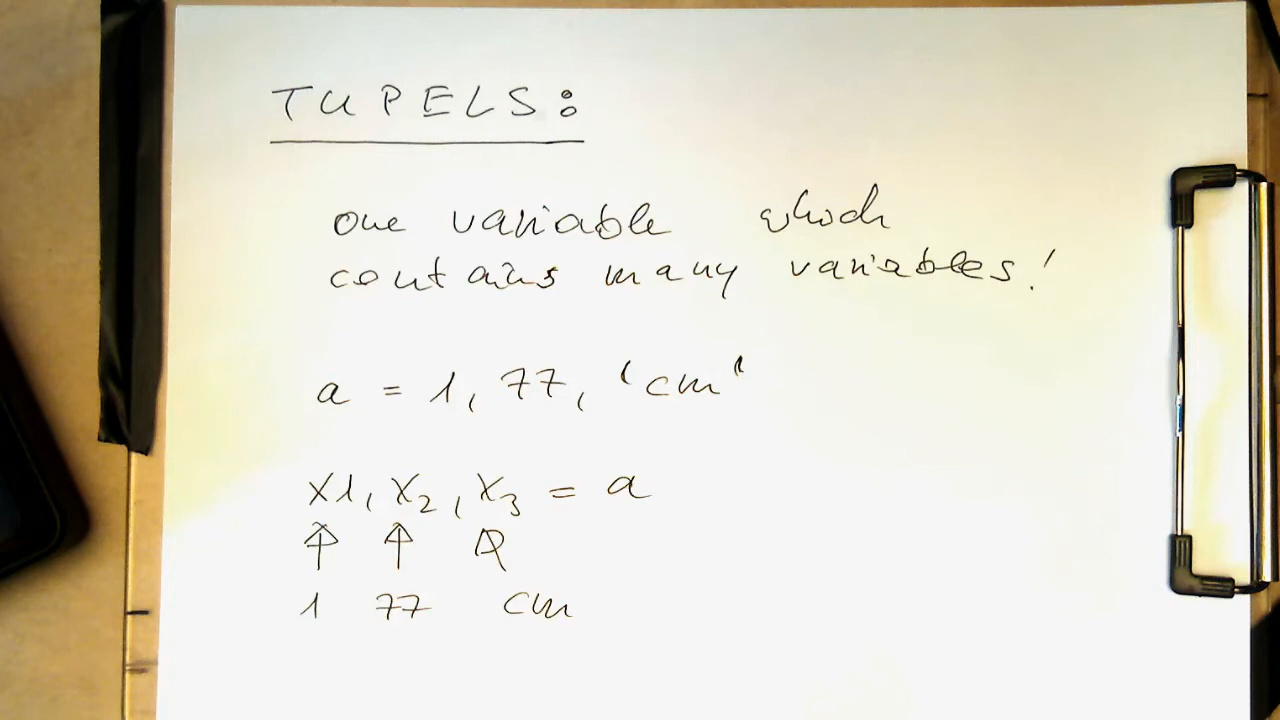 TUPELS:
one variable which
contains many variables!
a = 1, 77, 'cm'
x1, x2, x3 = a
↑ ↑ ↑
1 77 cm